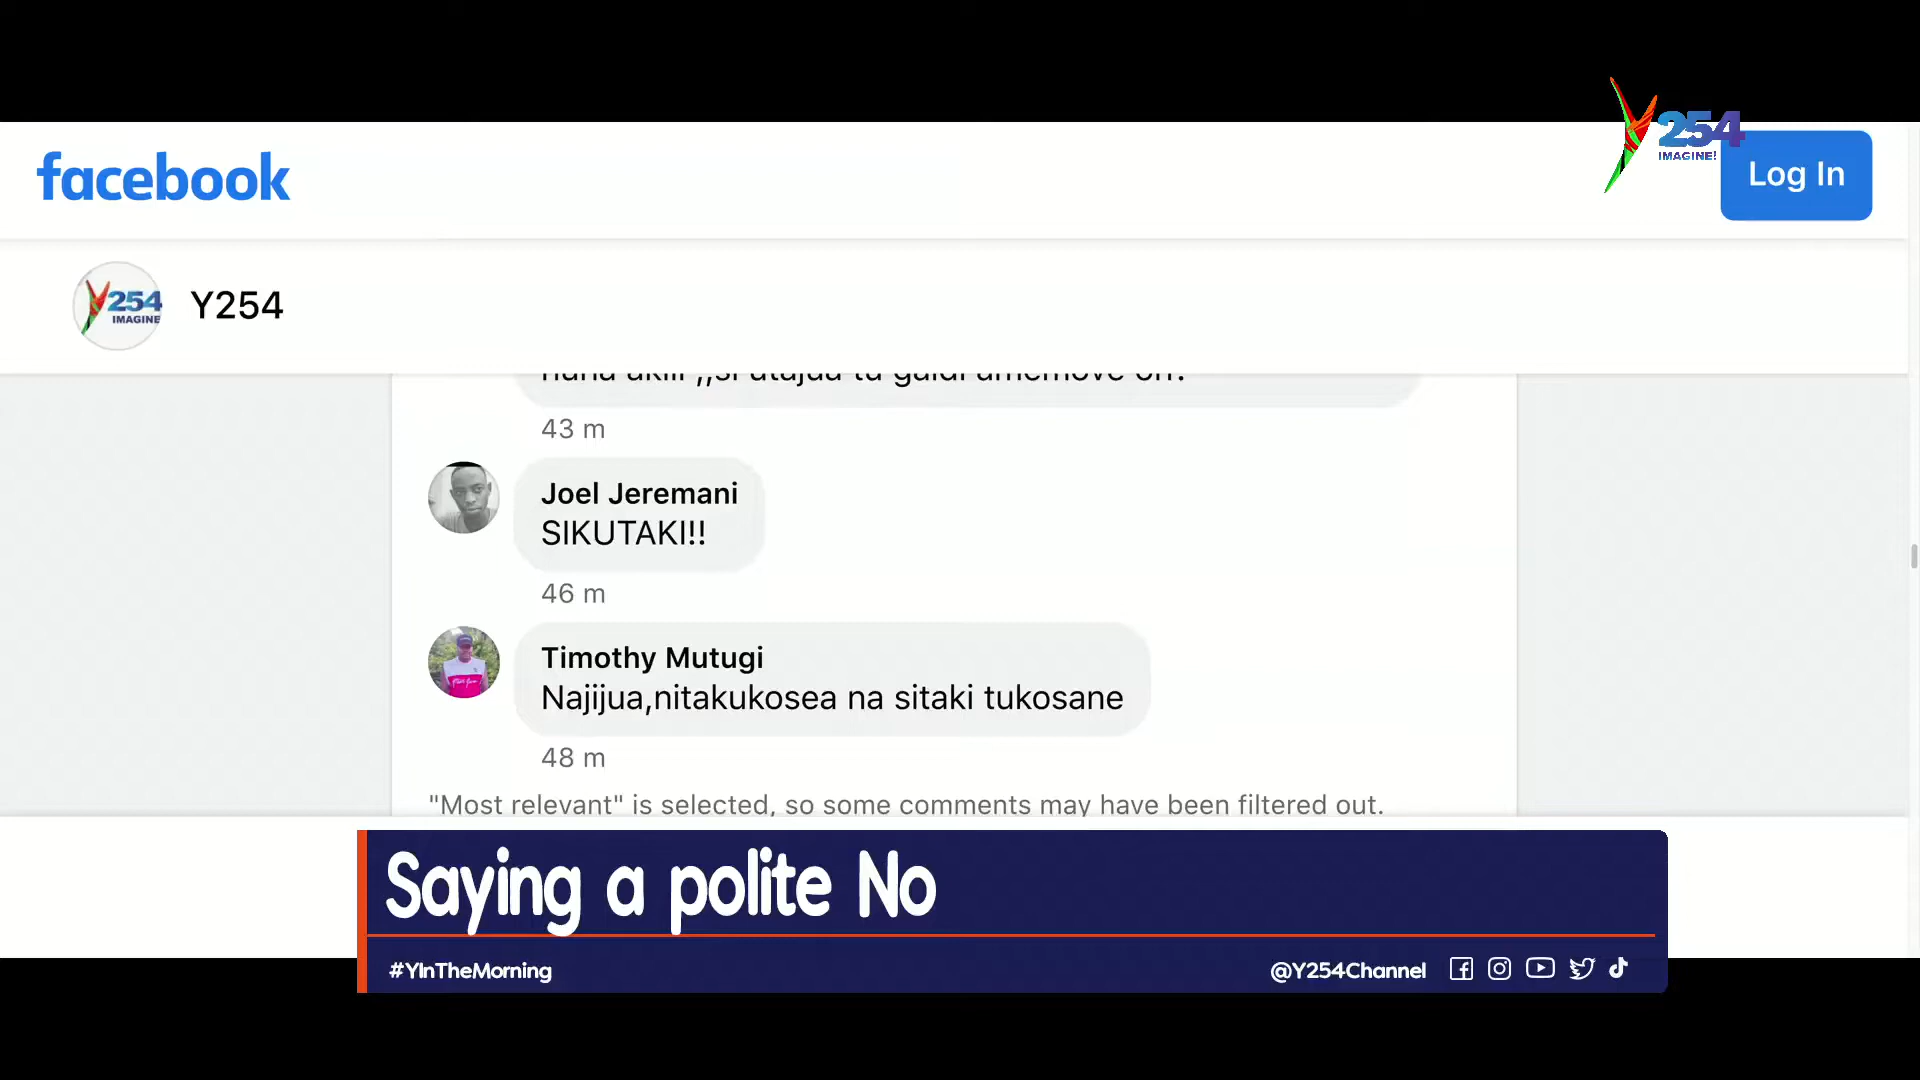 254
IMAGINE!
facebook
Log In
254
IMAGINE
Y254
43 m
Joel Jeremani
SIKUTAKI!!
46 m
Timothy Mutugi
Najijua,nitakukosea na sitaki tukosane
48 m
"Most relevant" is selected, so some comments may have been filtered out.
Saying a polite No
#YInTheMorning
@Y254Channel